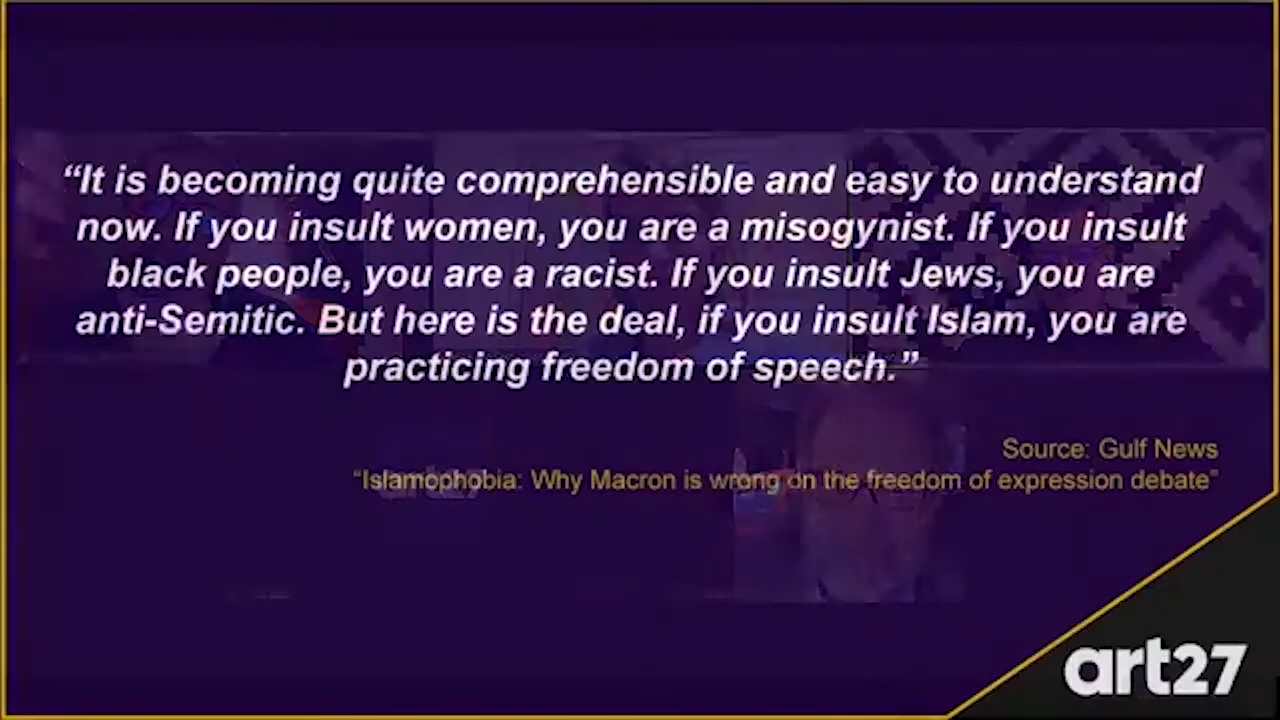 “It is becoming quite comprehensible and easy to understand
now. If you insult women, you are a misogynist. If you insult
black people, you are a racist. If you insult Jews, you are
anti-Semitic. But here is the deal, if you insult Islam, you are
practicing freedom of speech.”
Source: Gulf News
“Islamophobia: Why Macron is wrong on the freedom of expression debate”
art27
art27